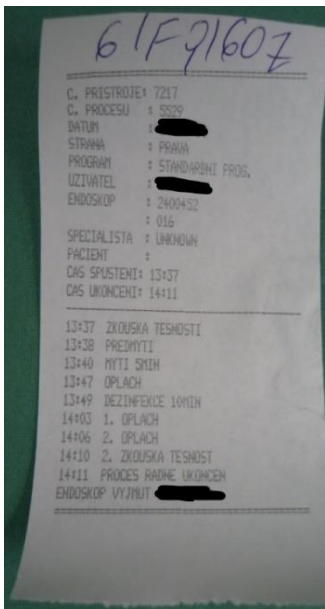 61F91607
C. PRISTROJE: 7217
C. PROCESU : 5529
DATUM :
STRANA : PRAVA
PROGRAM : STANDARDNI PROG.
UZIVATEL :
ENDOSKOP : 2400452
: 016
SPECIALISTA : UNKNOWN
PACIENT :
CAS SPUSTENI: 13:37
CAS UKONCENI: 14:11
13:37 ZKOUSKA TESNOSTI
13:38 PREDMYTI
13:40 MYTI 5MIN
13:47 OPLACH
13:49 DEZINFEKCE 10MIN
14:03 1. OPLACH
14:06 2. OPLACH
14:10 2. ZKOUSKA TESNOST
14:11 PROCES RADNE UKONCEN
ENDOSKOP VYJMUT